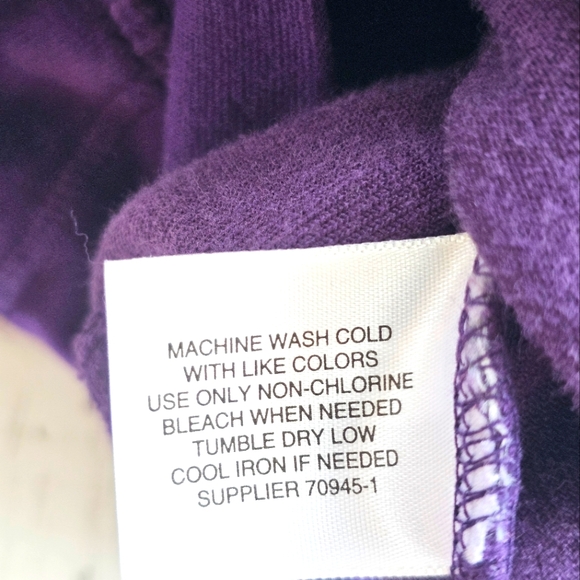 MACHINE WASH COLD
WITH LIKE COLORS
USE ONLY NON-CHLORINE
BLEACH WHEN NEEDED
TUMBLE DRY LOW
COOL IRON IF NEEDED
SUPPLIER 70945-1